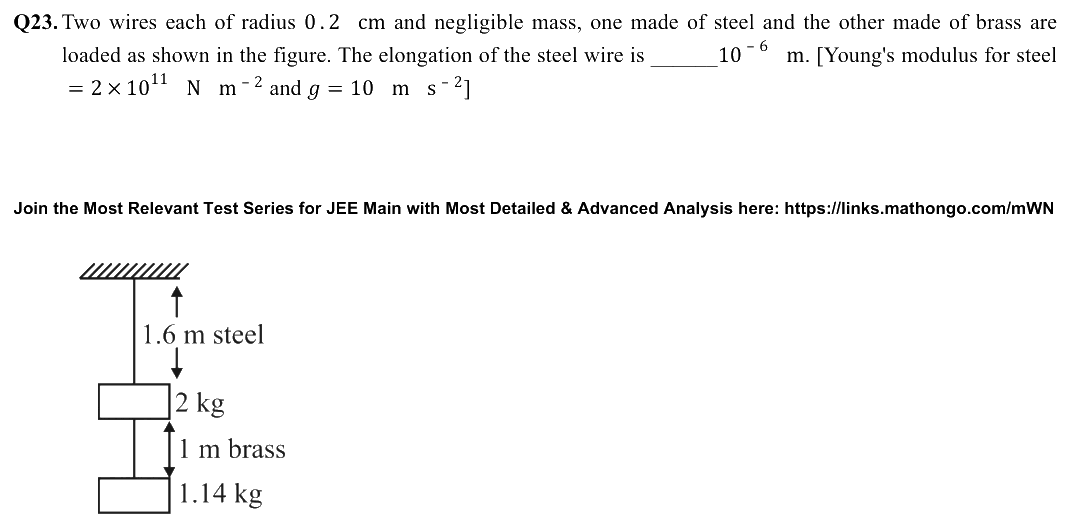 Q23. Two wires each of radius 0.2 cm and negligible mass, one made of steel and the other made of brass are
loaded as shown in the figure. The elongation of the steel wire is ______10⁻⁶ m. [Young's modulus for steel
= 2 × 10¹¹ N m⁻² and g = 10 m s⁻²]
Join the Most Relevant Test Series for JEE Main with Most Detailed & Advanced Analysis here: https://links.mathongo.com/mWN
1.6 m steel
2 kg
1 m brass
1.14 kg